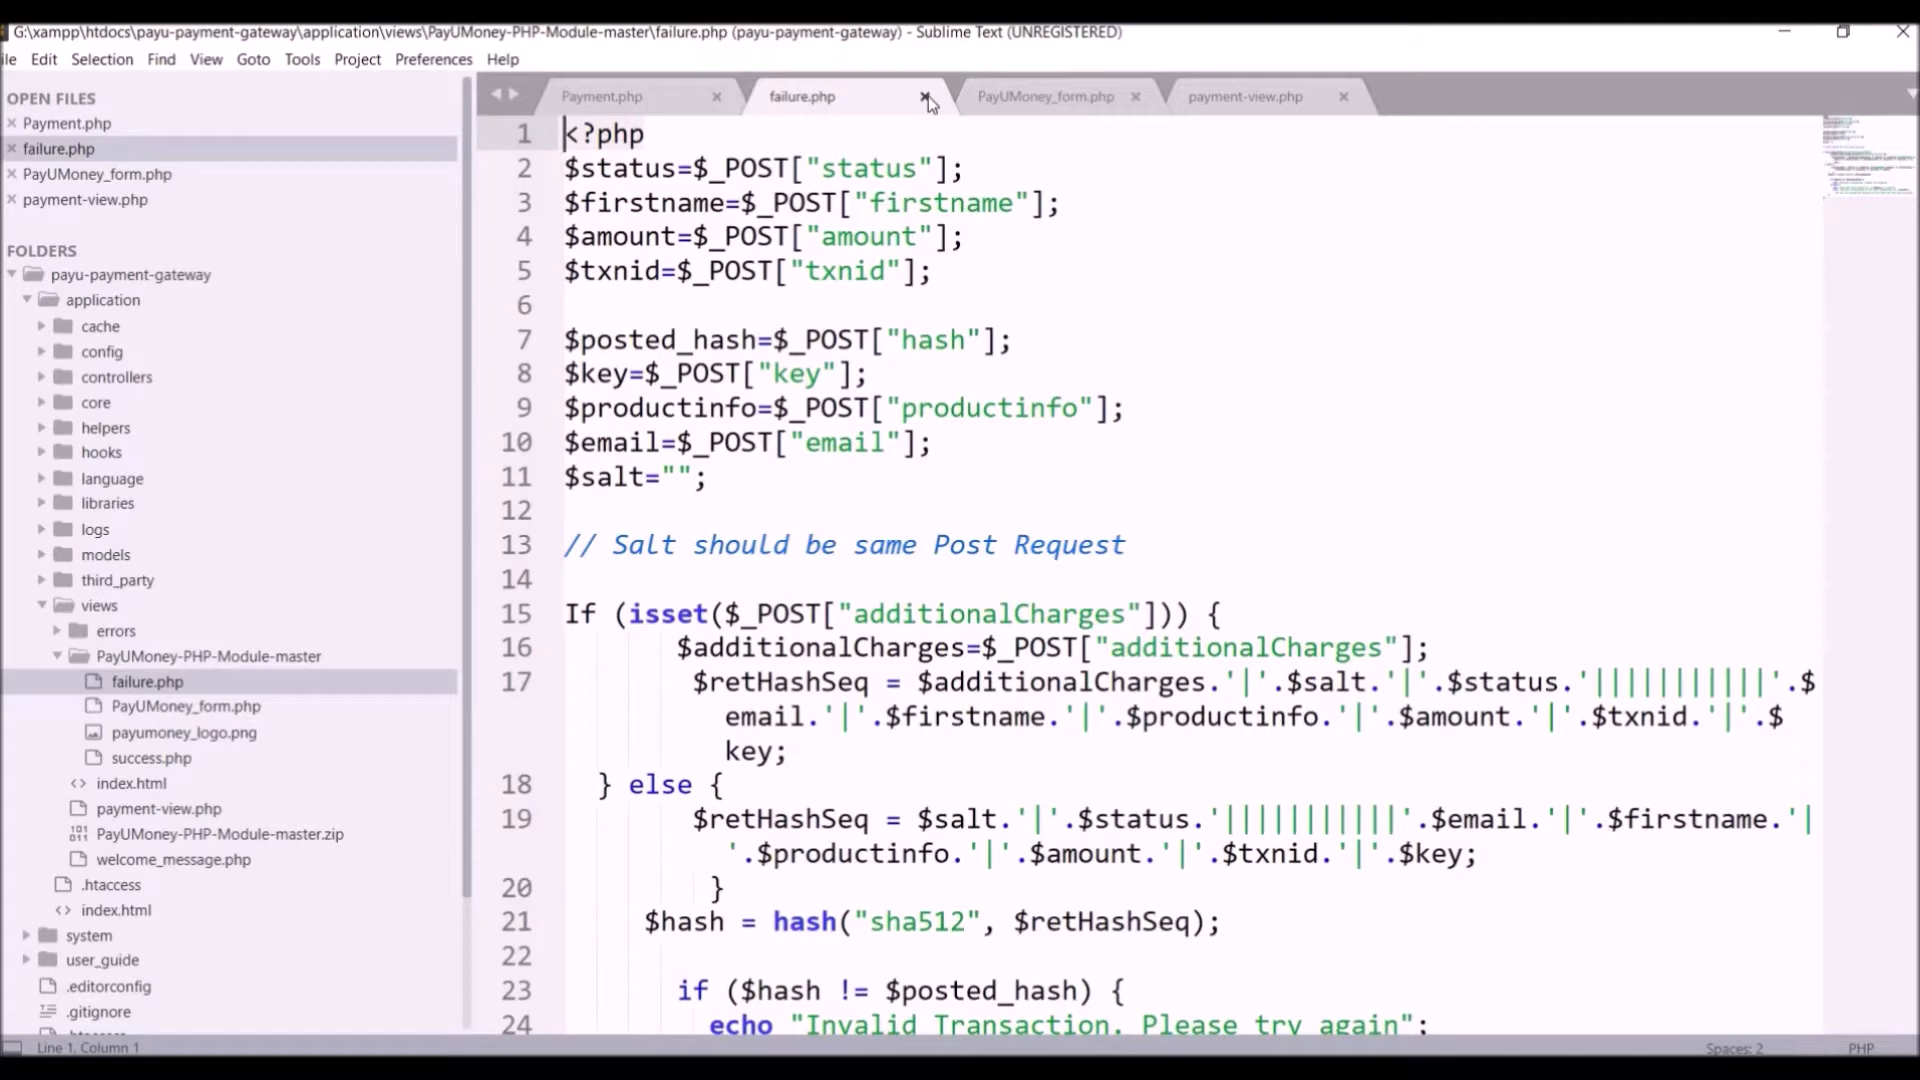 G:\xampp\htdocs\payu-payment-gateway\application\views\PayUMoney-PHP-Module-master\failure.php (payu-payment-gateway) - Sublime Text (UNREGISTERED)
ile Edit Selection Find View Goto Tools Project Preferences Help
OPEN FILES
Payment.php
failure.php
PayUMoney_form.php
payment-view.php
FOLDERS
payu-payment-gateway
application
cache
config
controllers
core
helpers
hooks
language
libraries
logs
models
third_party
views
errors
PayUMoney-PHP-Module-master
failure.php
PayUMoney_form.php
payumoney_logo.png
success.php
index.html
payment-view.php
PayUMoney-PHP-Module-master.zip
welcome_message.php
.htaccess
index.html
system
user_guide
.editorconfig
.gitignore
Payment.php failure.php PayUMoney_form.php payment-view.php
1 <?php
2 $status=$_POST["status"];
3 $firstname=$_POST["firstname"];
4 $amount=$_POST["amount"];
5 $txnid=$_POST["txnid"];
6
7 $posted_hash=$_POST["hash"];
8 $key=$_POST["key"];
9 $productinfo=$_POST["productinfo"];
10 $email=$_POST["email"];
11 $salt="";
12
13 // Salt should be same Post Request
14
15 If (isset($_POST["additionalCharges"])) {
16 $additionalCharges=$_POST["additionalCharges"];
17 $retHashSeq = $additionalCharges.'|'.$salt.'|'.$status.'|||||||||||'.$
email.'|'.$firstname.'|'.$productinfo.'|'.$amount.'|'.$txnid.'|'.$
key;
18 } else {
19 $retHashSeq = $salt.'|'.$status.'|||||||||||'.$email.'|'.$firstname.'|
'.$productinfo.'|'.$amount.'|'.$txnid.'|'.$key;
20 }
21 $hash = hash("sha512", $retHashSeq);
22
23 if ($hash != $posted_hash) {
24 echo "Invalid Transaction. Please try again";
Line 1, Column 1
Spaces: 2
PHP